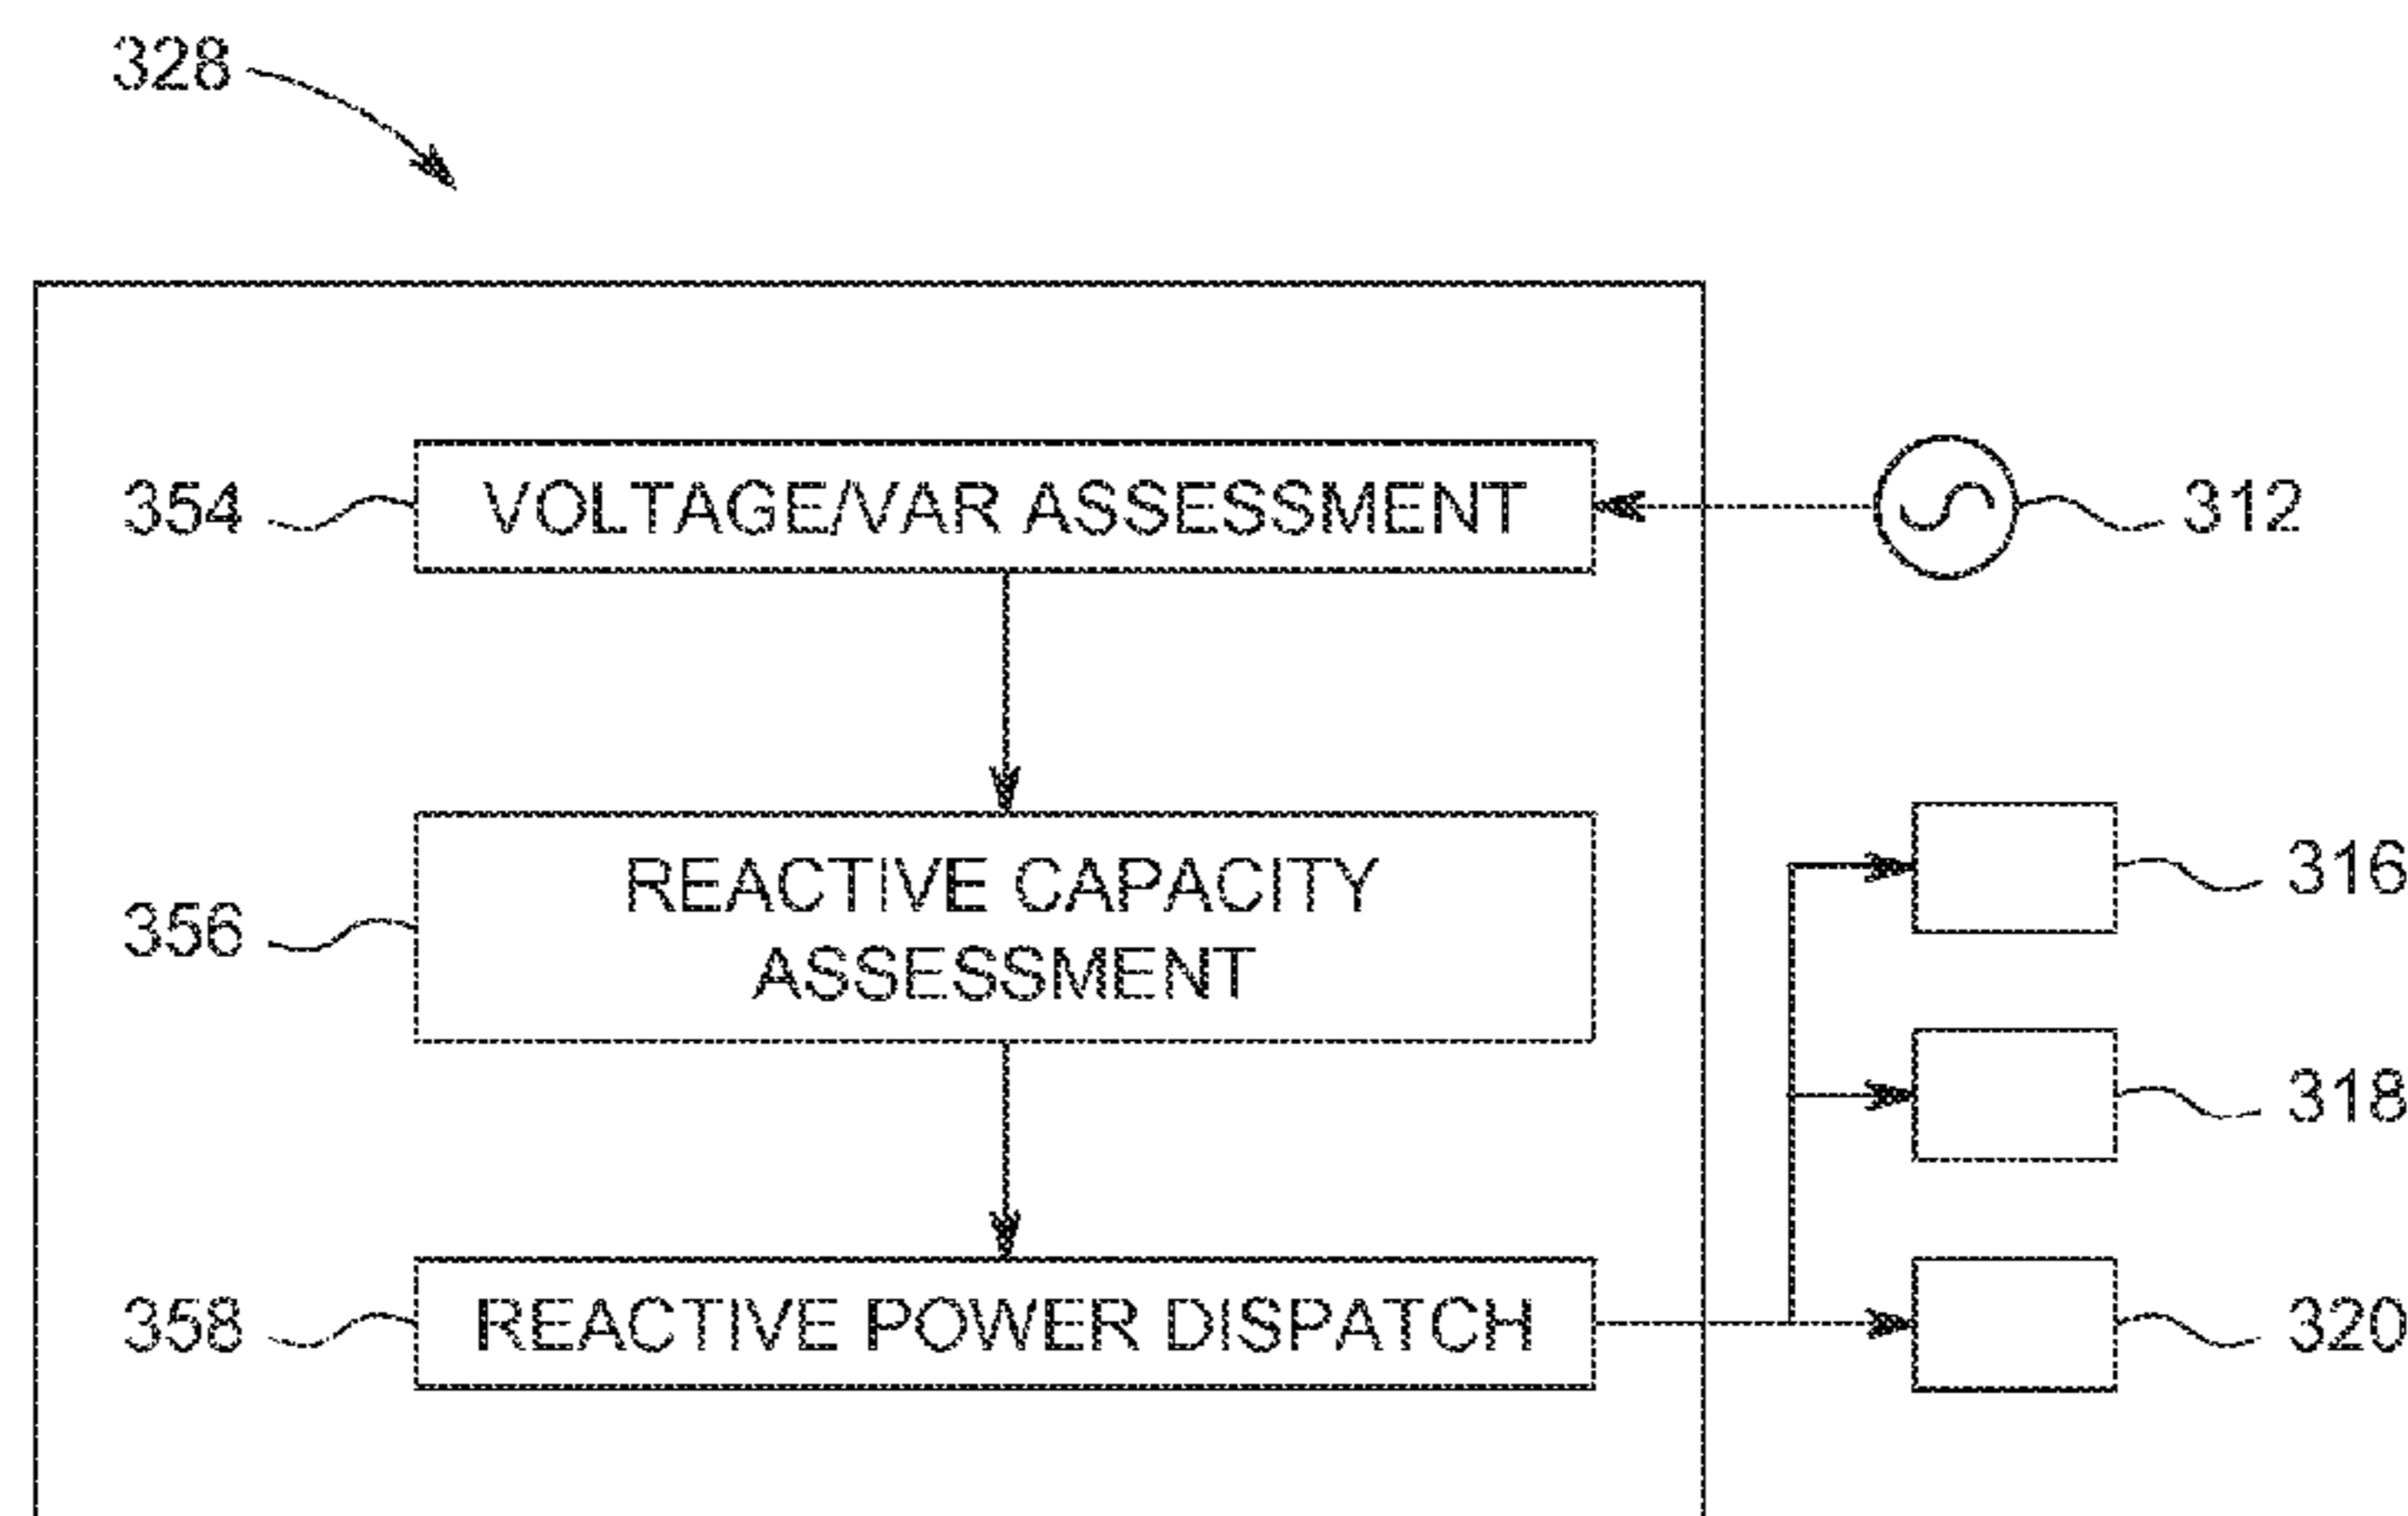 328
354
VOLTAGE/VAR ASSESSMENT
312
356
REACTIVE CAPACITY
ASSESSMENT
316
318
358
REACTIVE POWER DISPATCH
320